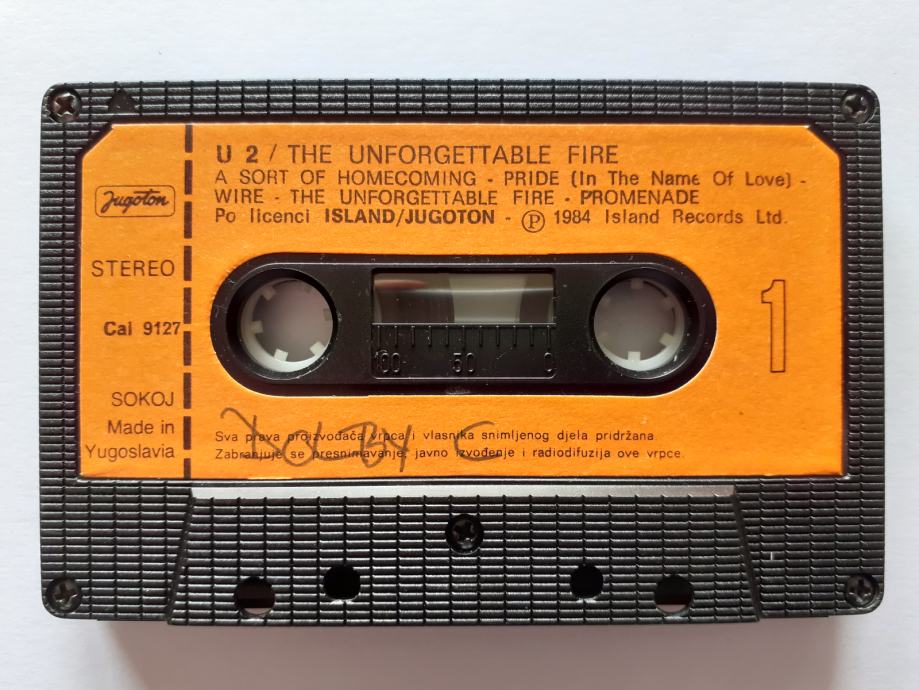 U 2 / THE UNFORGETTABLE FIRE
A SORT OF HOMECOMING - PRIDE (In The Name Of Love) -
WIRE - THE UNFORGETTABLE FIRE - PROMENADE
Po licenci ISLAND/JUGOTON - Ⓟ 1984 Island Records Ltd.
Jugoton
STEREO
Cal 9127
SOKOJ
Made in
Yugoslavia
1
100 50 0
DOLBY C
Sva prava proizvođača vrpca i vlasnika snimljenog djela pridržana.
Zabranjuje se presnimavanje, javno izvođenje i radiodifuzija ove vrpce.